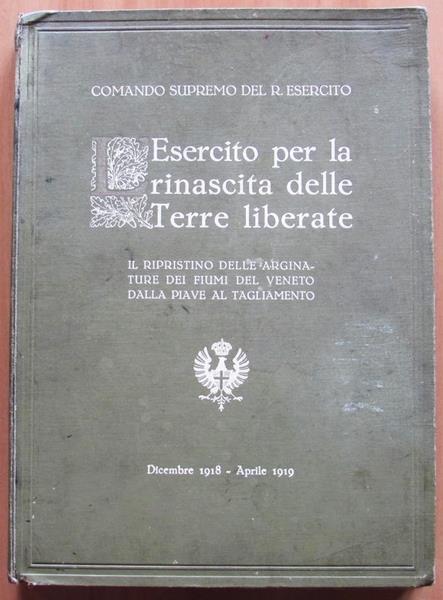 COMANDO SUPREMO DEL R. ESERCITO
L'Esercito per la
rinascita delle
Terre liberate
IL RIPRISTINO DELLE ARGINA-
TURE DEI FIUMI DEL VENETO
DALLA PIAVE AL TAGLIAMENTO
Dicembre 1918 - Aprile 1919